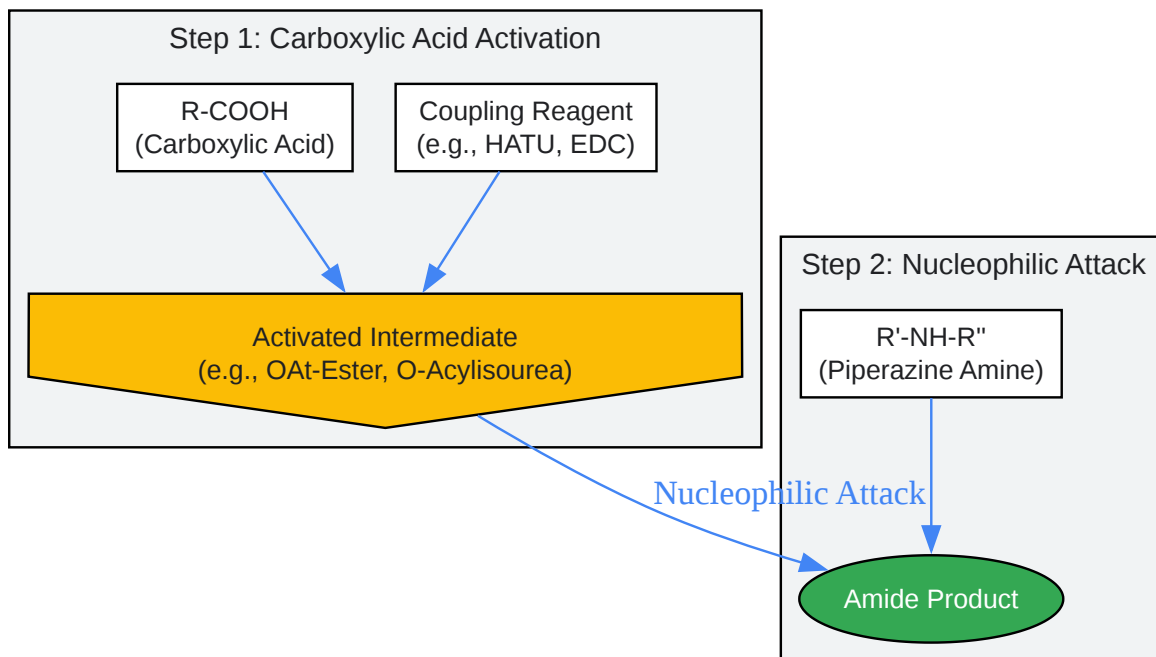 Step 1: Carboxylic Acid Activation
R-COOH
(Carboxylic Acid)
Coupling Reagent
(e.g., HATU, EDC)
Activated Intermediate
(e.g., OAt-Ester, O-Acylisourea)
Step 2: Nucleophilic Attack
R'-NH-R"
(Piperazine Amine)
Nucleophilic Attack
Amide Product